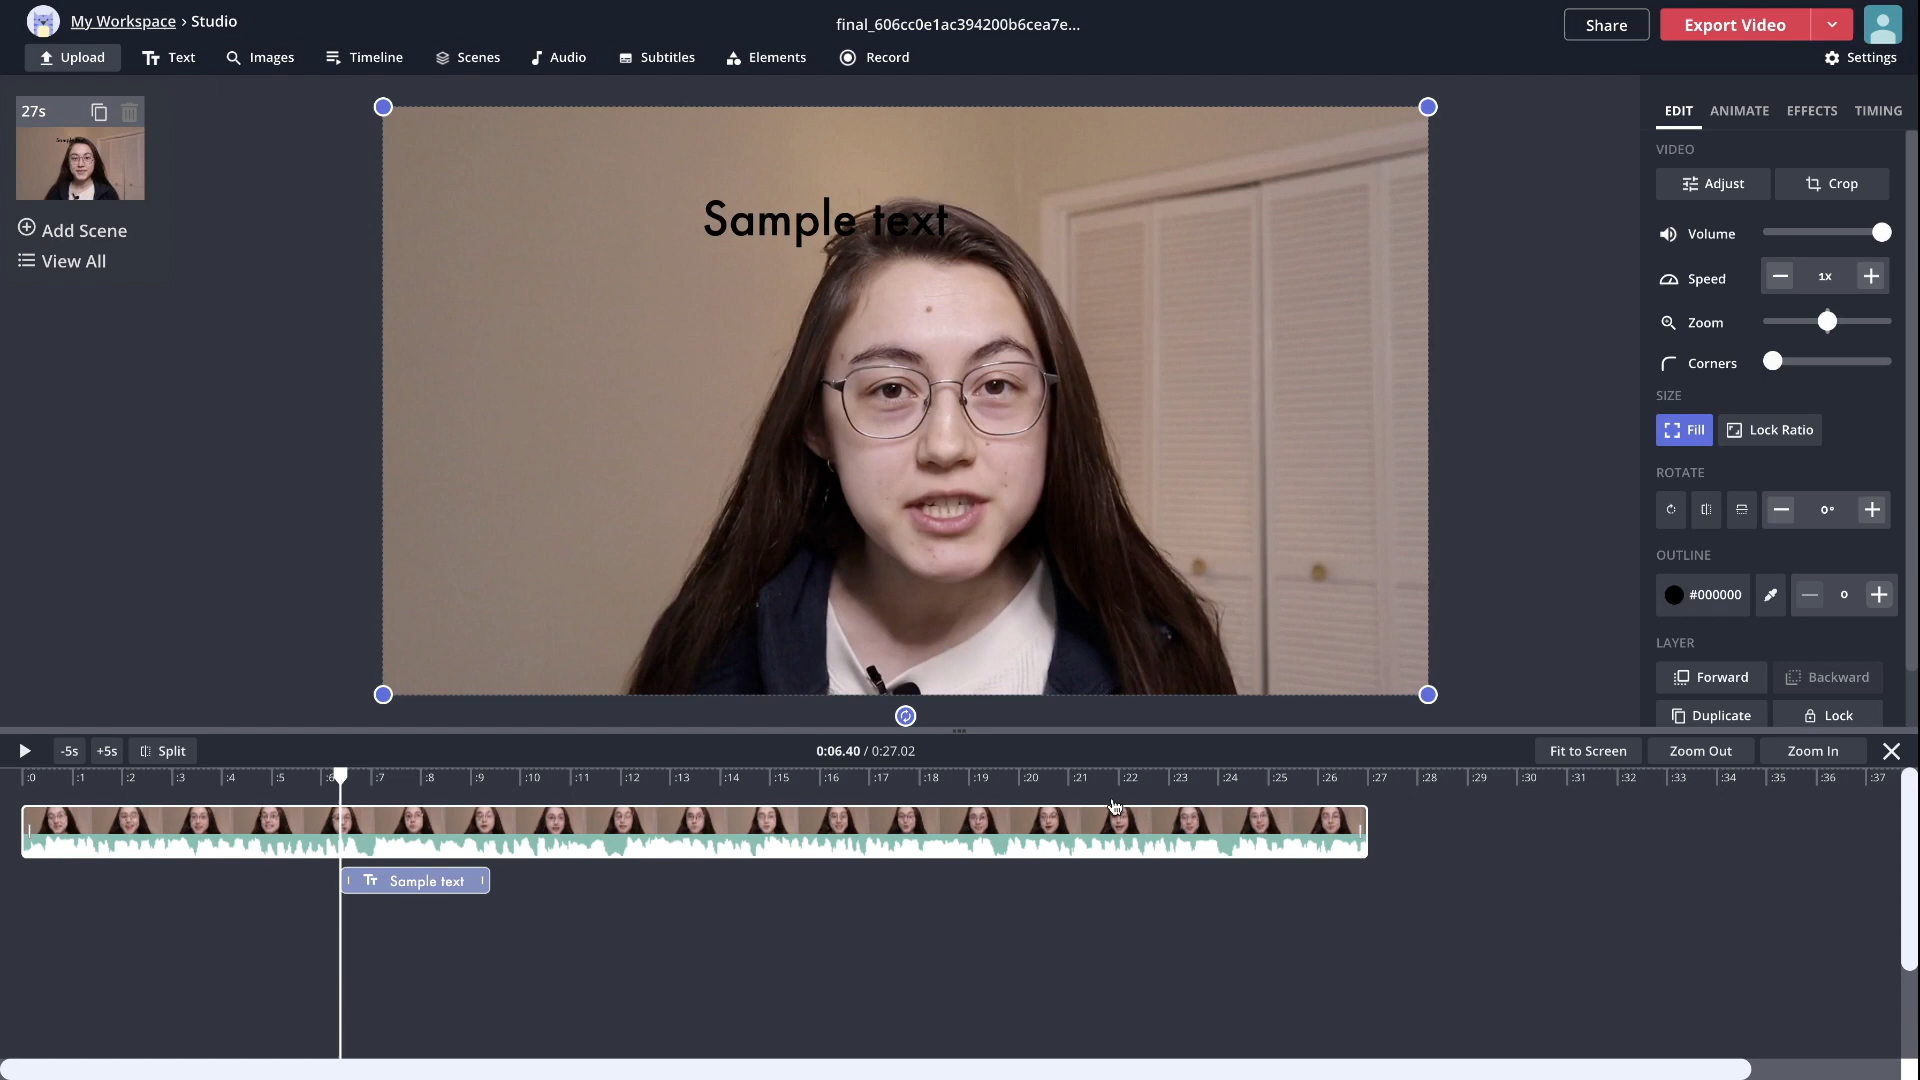 My Workspace › Studio
final_606cc0e1ac394200b6cea7e...
Share
Export Video
Upload
Text
Images
Timeline
Scenes
Audio
Subtitles
Elements
Record
Settings
27s
Add Scene
View All
Sample text
EDIT ANIMATE EFFECTS TIMING
VIDEO
Adjust
Crop
Volume
Speed
1x
Zoom
Corners
SIZE
Fill
Lock Ratio
ROTATE
0°
OUTLINE
#000000
0
LAYER
Forward
Backward
Duplicate
Lock
-5s
+5s
Split
0:06.40 / 0:27.02
Fit to Screen
Zoom Out
Zoom In
:0 :1 :2 :3 :4 :5 :6 :7 :8 :9 :10 :11 :12 :13 :14 :15 :16 :17 :18 :19 :20 :21 :22 :23 :24 :25 :26 :27 :28 :29 :30 :31 :32 :33 :34 :35 :36 :37
Tt Sample text